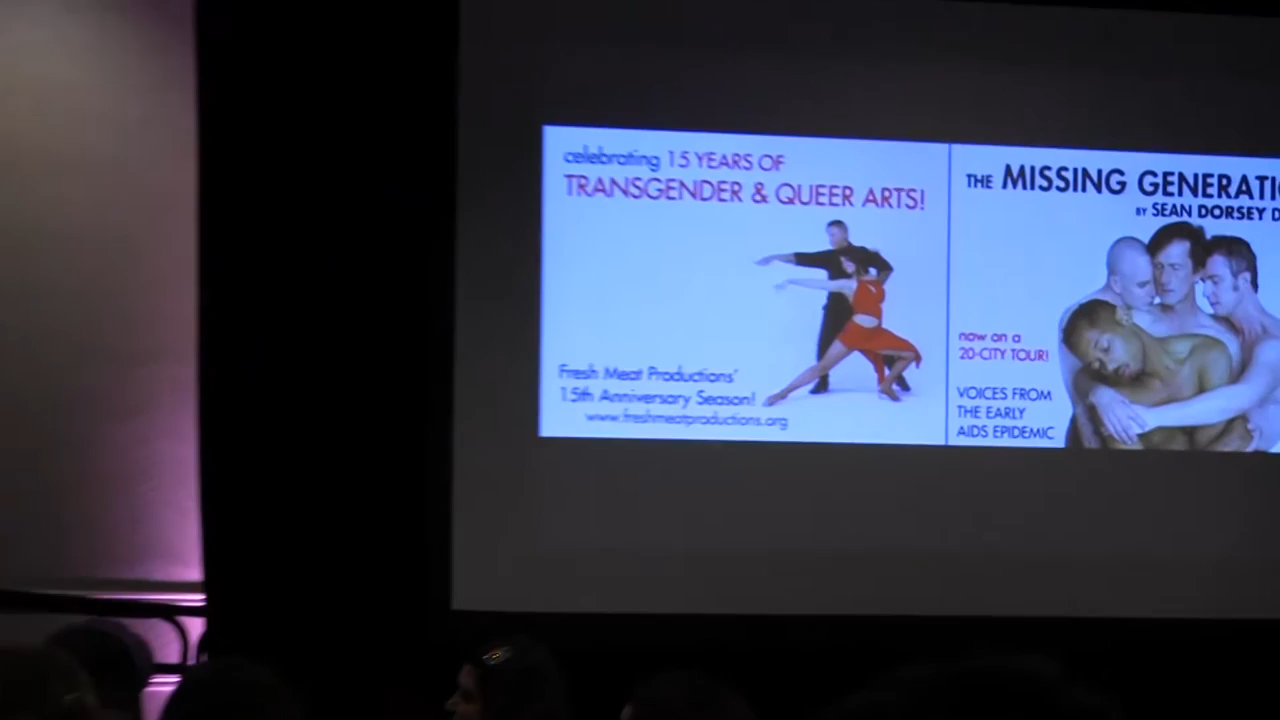 celebrating 15 YEARS OF
TRANSGENDER & QUEER ARTS!
Fresh Meat Productions'
15th Anniversary Season!
www.freshmeatproductions.org
THE MISSING GENERATI
BY SEAN DORSEY D
now on a
20-CITY TOUR!
VOICES FROM
THE EARLY
AIDS EPIDEMIC